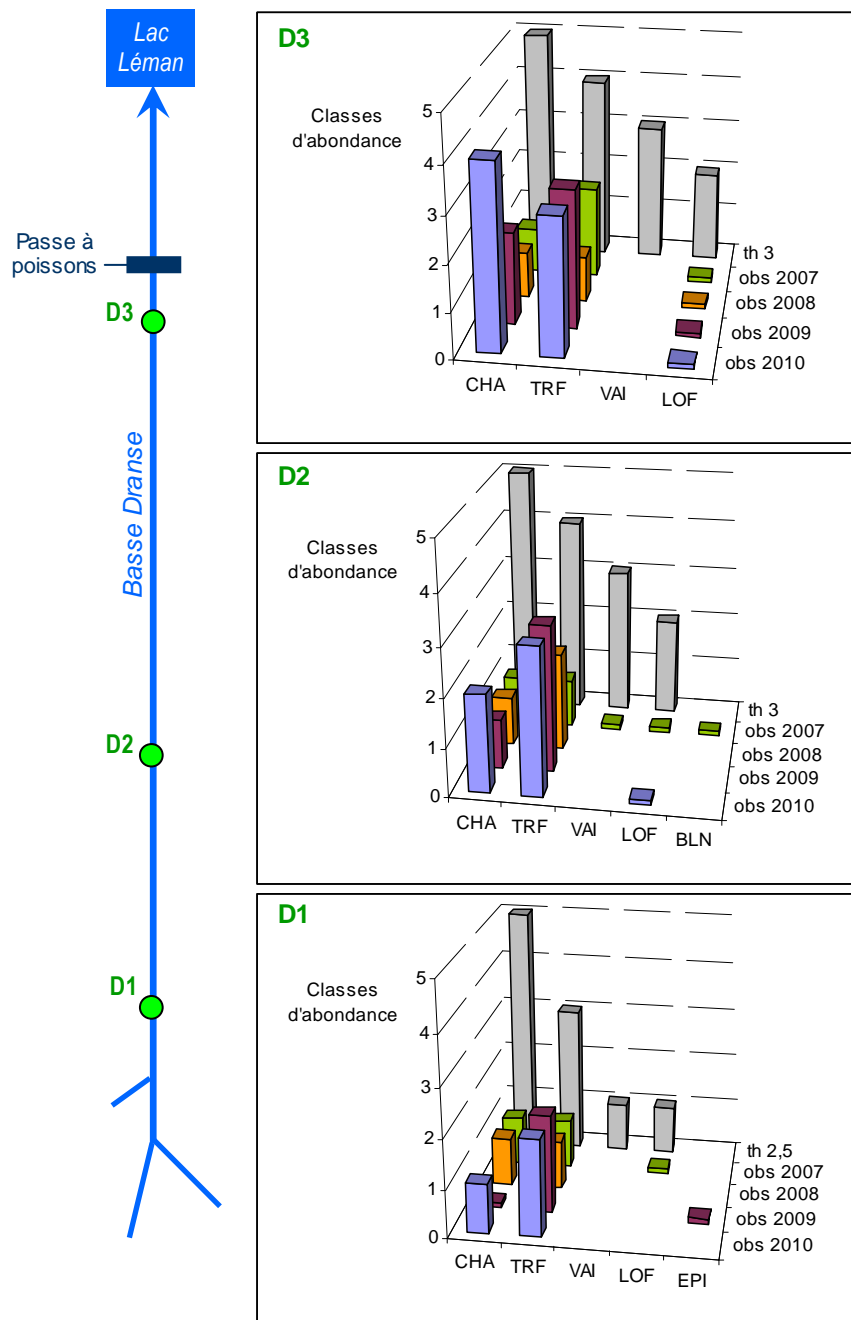 Lac
Léman
Passe à
poissons
D3
Basse Dranse
D2
D1
D3
Classes
d'abondance
5
4
3
2
1
0
CHA
TRF
VAI
LOF
th 3
obs 2007
obs 2008
obs 2009
obs 2010
D2
Classes
d'abondance
5
4
3
2
1
0
CHA
TRF
VAI
LOF
BLN
th 3
obs 2007
obs 2008
obs 2009
obs 2010
D1
Classes
d'abondance
5
4
3
2
1
0
CHA
TRF
VAI
LOF
EPI
th 2,5
obs 2007
obs 2008
obs 2009
obs 2010